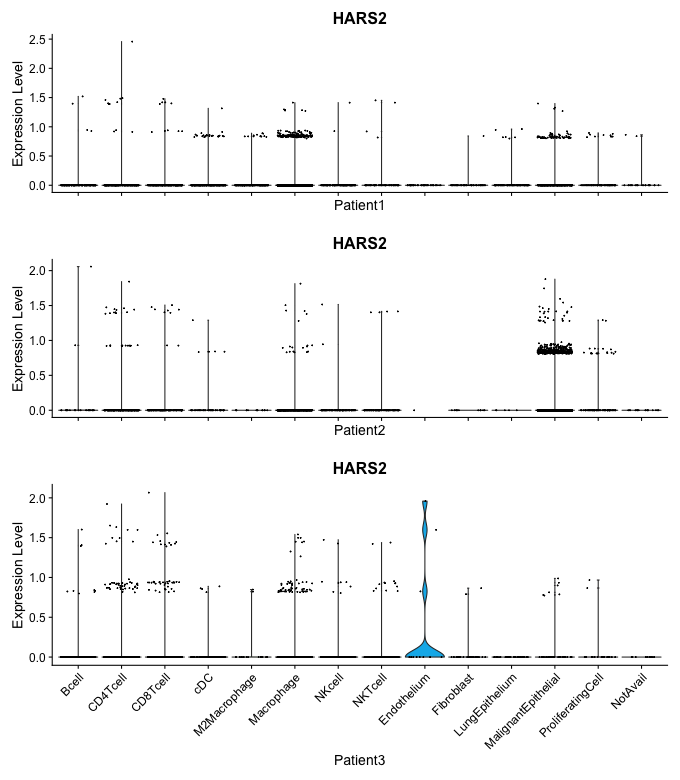 HARS2
Expression Level
2.5
2.0
1.5
1.0
0.5
0.0
Patient1
HARS2
Expression Level
2.0
1.5
1.0
0.5
0.0
Patient2
HARS2
Expression Level
2.0
1.5
1.0
0.5
0.0
Bcell
CD4Tcell
CD8Tcell
cDC
M2Macrophage
Macrophage
NKcell
NKTcell
Endothelium
Fibroblast
LungEpithelium
MalignantEpithelial
ProliferatingCell
NotAvail
Patient3